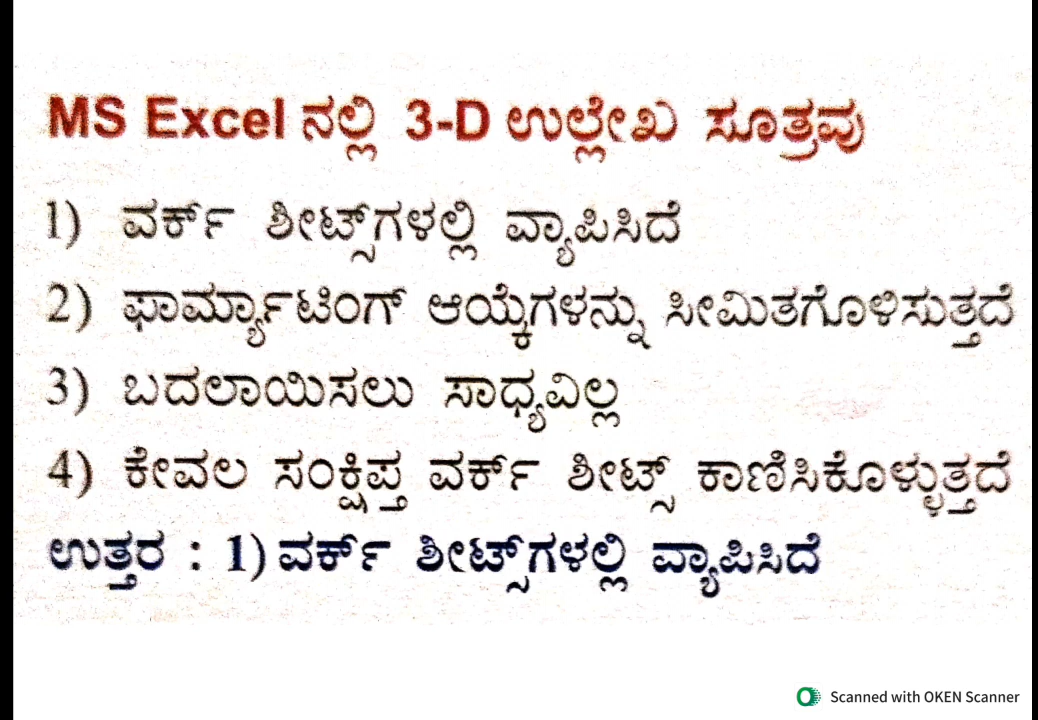 MS Excel ನಲ್ಲಿ 3-D ಉಲ್ಲೇಖ ಸೂತ್ರವು
1) ವರ್ಕ್ ಶೀಟ್ಸ್‌ಗಳಲ್ಲಿ ವ್ಯಾಪಿಸಿದೆ
2) ಫಾರ್ಮ್ಯಾಟಿಂಗ್ ಆಯ್ಕೆಗಳನ್ನು ಸೀಮಿತಗೊಳಿಸುತ್ತದೆ
3) ಬದಲಾಯಿಸಲು ಸಾಧ್ಯವಿಲ್ಲ
4) ಕೇವಲ ಸಂಕ್ಷಿಪ್ತ ವರ್ಕ್ ಶೀಟ್ಸ್ ಕಾಣಿಸಿಕೊಳ್ಳುತ್ತದೆ
ಉತ್ತರ : 1) ವರ್ಕ್ ಶೀಟ್ಸ್‌ಗಳಲ್ಲಿ ವ್ಯಾಪಿಸಿದೆ
Scanned with OKEN Scanner